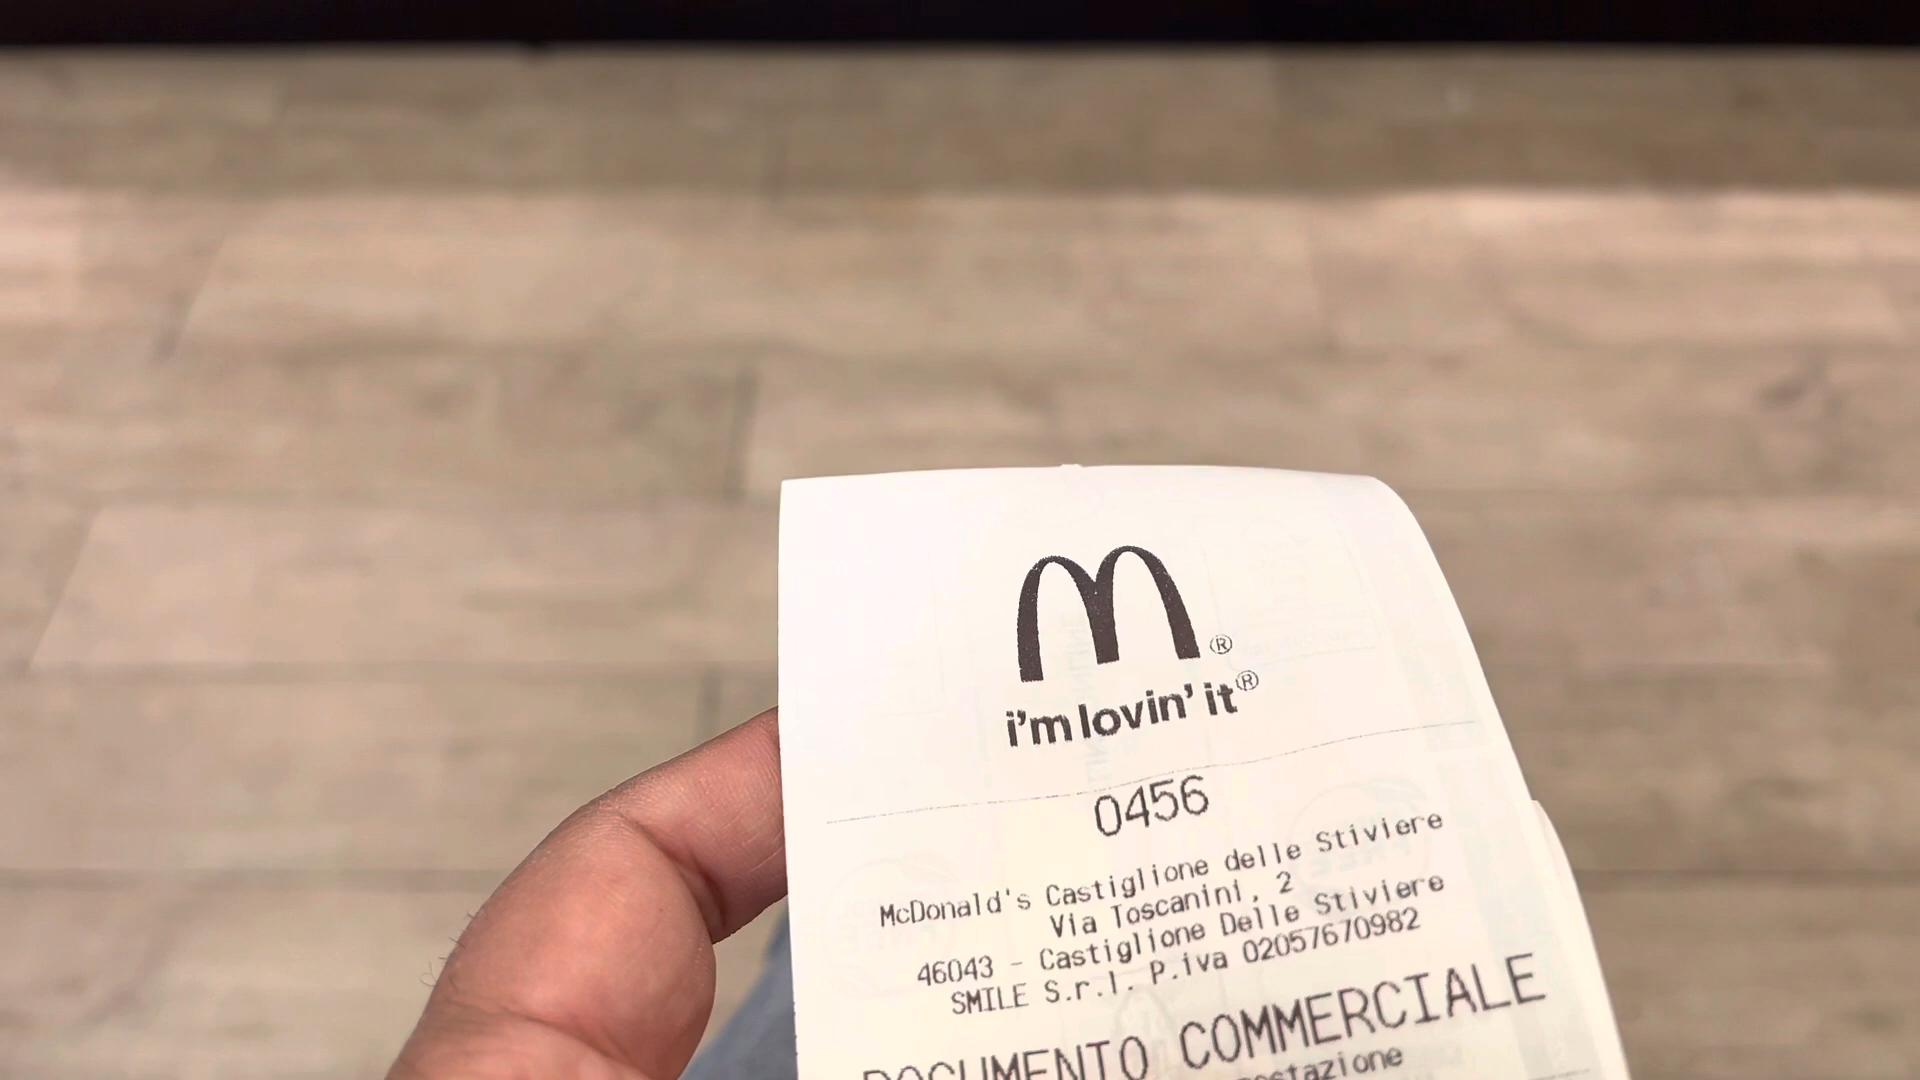 M®
i'm lovin' it®
0456
McDonald's Castiglione delle Stiviere
Via Toscanini, 2
46043 - Castiglione Delle Stiviere
SMILE S.r.l. P.iva 02057670982
DOCUMENTO COMMERCIALE